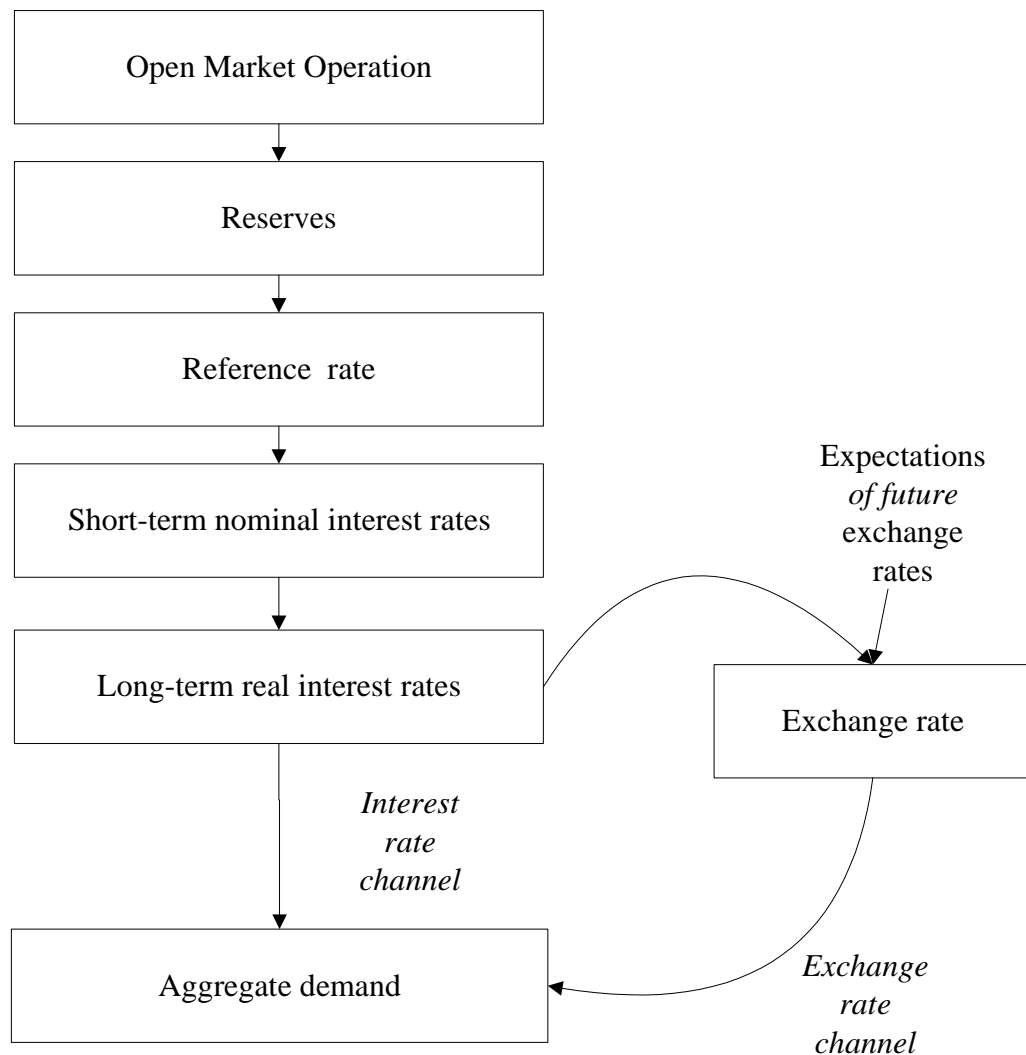 Open Market Operation
Reserves
Reference rate
Short-term nominal interest rates
Expectations
of future
exchange
rates
Long-term real interest rates
Exchange rate
Interest
rate
channel
Aggregate demand
Exchange
rate
channel